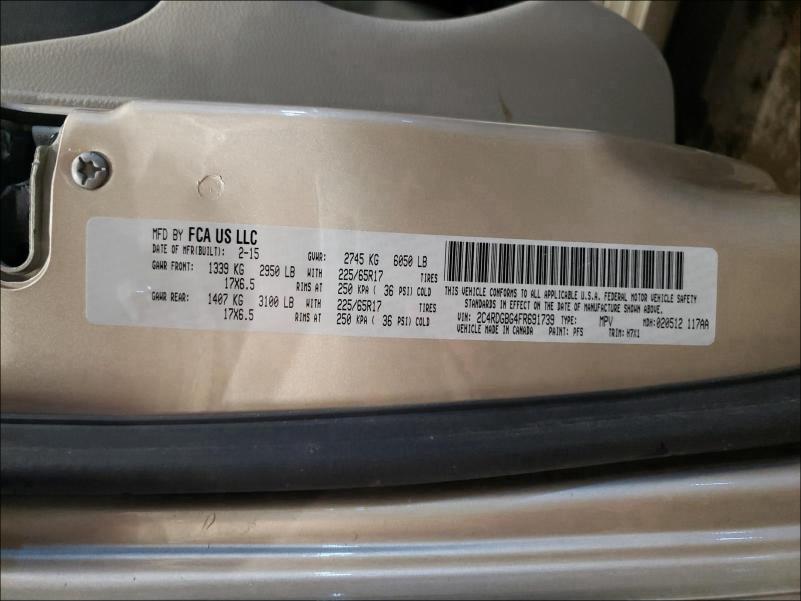 MFD BY FCA US LLC
DATE OF MFR(BUILT): 2-15 GVWR: 2745 KG 6050 LB
GAWR FRONT: 1339 KG 2950 LB WITH 225/65R17 TIRES
17X6.5 RIMS AT 250 KPA ( 36 PSI) COLD
GAWR REAR: 1407 KG 3100 LB WITH 225/65R17 TIRES
17X6.5 RIMS AT 250 KPA ( 36 PSI) COLD
THIS VEHICLE CONFORMS TO ALL APPLICABLE U.S.A. FEDERAL MOTOR VEHICLE SAFETY
STANDARDS IN EFFECT ON THE DATE OF MANUFACTURE SHOWN ABOVE.
VIN: 2C4RDGBG4FR691739 TYPE: MPV MDH: 020512 117AA
VEHICLE MADE IN CANADA PAINT: PFS TRIM: H7X1